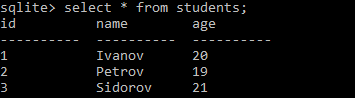 sqlite> select * from students;
id          name        age
----------  ----------  ----------
1           Ivanov      20
2           Petrov      19
3           Sidorov     21